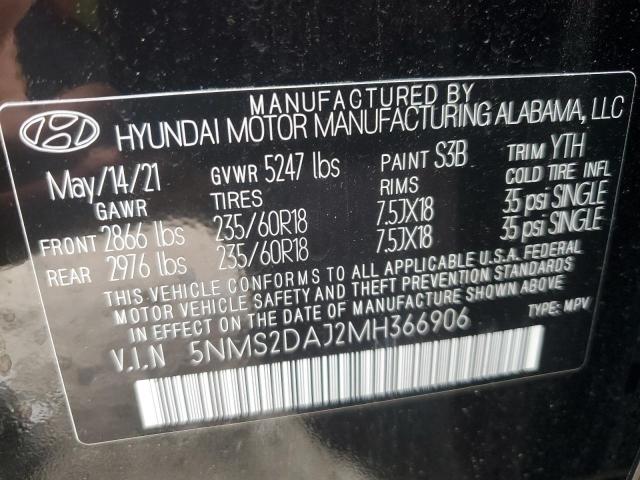 MANUFACTURED BY
HYUNDAI MOTOR MANUFACTURING ALABAMA, LLC
May/14/21 GVWR 5247 lbs PAINT S3B TRIM YTH
GAWR TIRES RIMS COLD TIRE INFL
FRONT 2866 lbs 235/60R18 7.5JX18 35 psi SINGLE
REAR 2976 lbs 235/60R18 7.5JX18 35 psi SINGLE
THIS VEHICLE CONFORMS TO ALL APPLICABLE U.S.A. FEDERAL
MOTOR VEHICLE SAFETY AND THEFT PREVENTION STANDARDS
IN EFFECT ON THE DATE OF MANUFACTURE SHOWN ABOVE
V.I.N 5NMS2DAJ2MH366906 TYPE: MPV